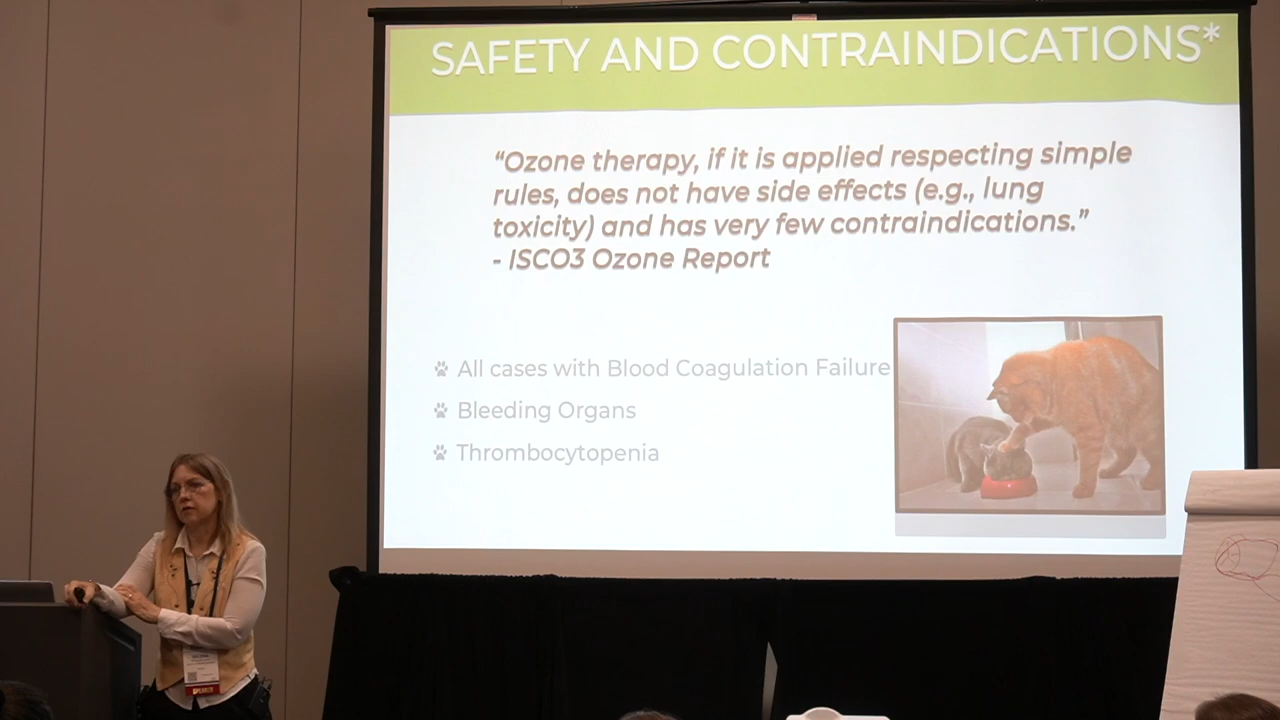 SAFETY AND CONTRAINDICATIONS*
“Ozone therapy, if it is applied respecting simple
rules, does not have side effects (e.g., lung
toxicity) and has very few contraindications.”
- ISCO3 Ozone Report
All cases with Blood Coagulation Failure
Bleeding Organs
Thrombocytopenia
SPEAKER